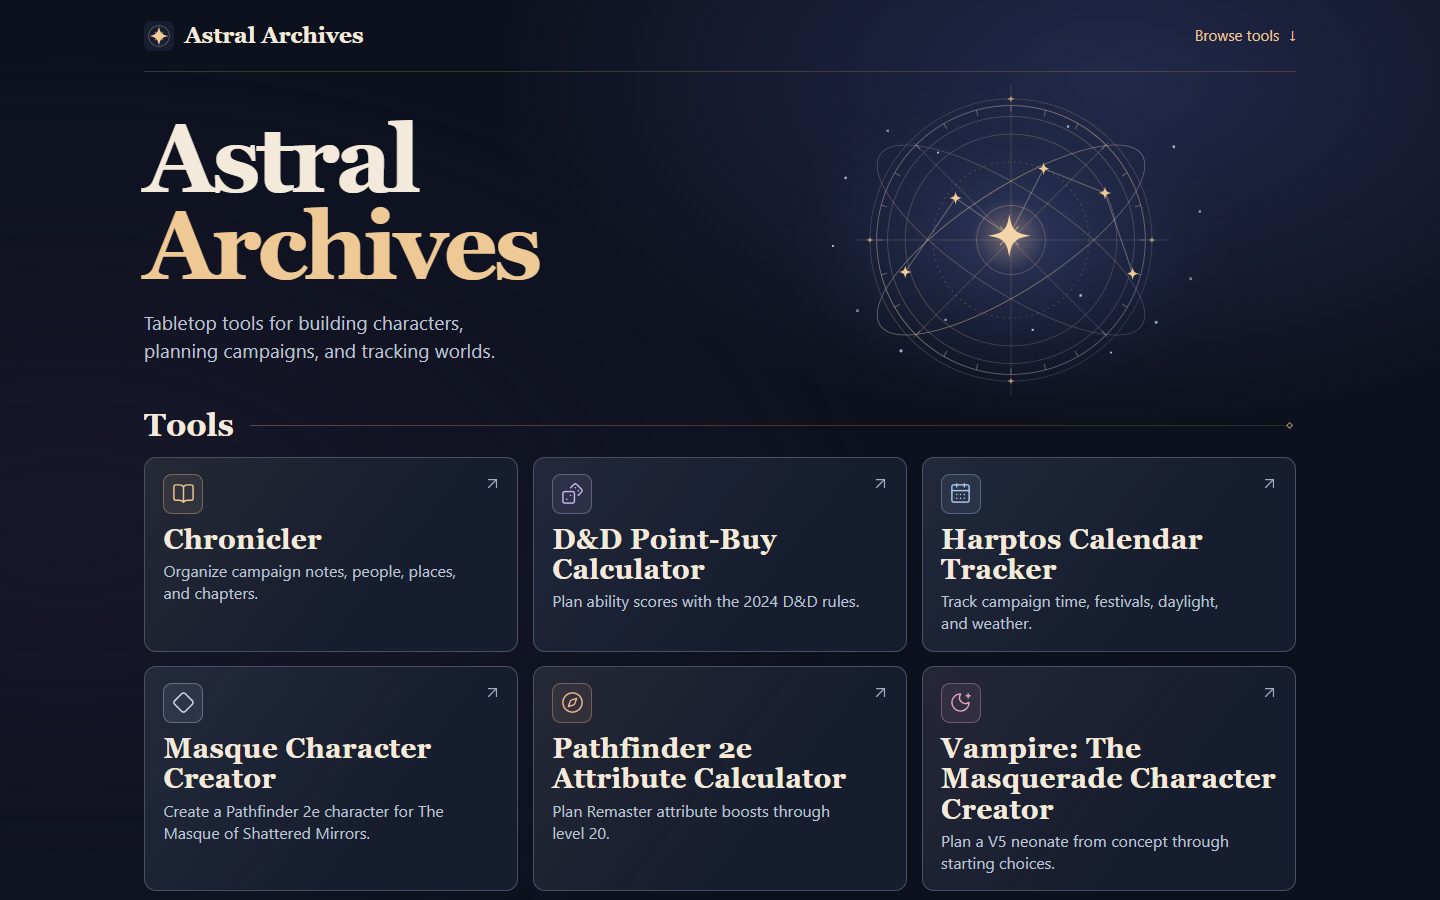 Astral Archives
Browse tools ↓
Astral
Archives
Tabletop tools for building characters,
planning campaigns, and tracking worlds.
Tools
Chronicler
Organize campaign notes, people, places,
and chapters.
D&D Point-Buy
Calculator
Plan ability scores with the 2024 D&D rules.
Harptos Calendar
Tracker
Track campaign time, festivals, daylight,
and weather.
Masque Character
Creator
Create a Pathfinder 2e character for The
Masque of Shattered Mirrors.
Pathfinder 2e
Attribute Calculator
Plan Remaster attribute boosts through
level 20.
Vampire: The
Masquerade Character
Creator
Plan a V5 neonate from concept through
starting choices.